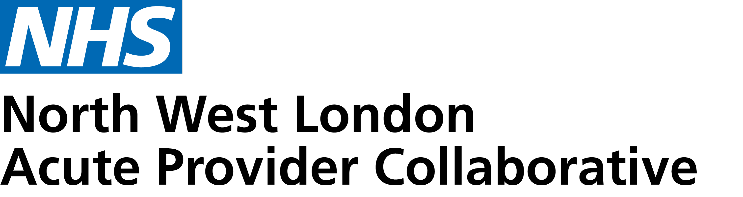 NHS
North West London
Acute Provider Collaborative